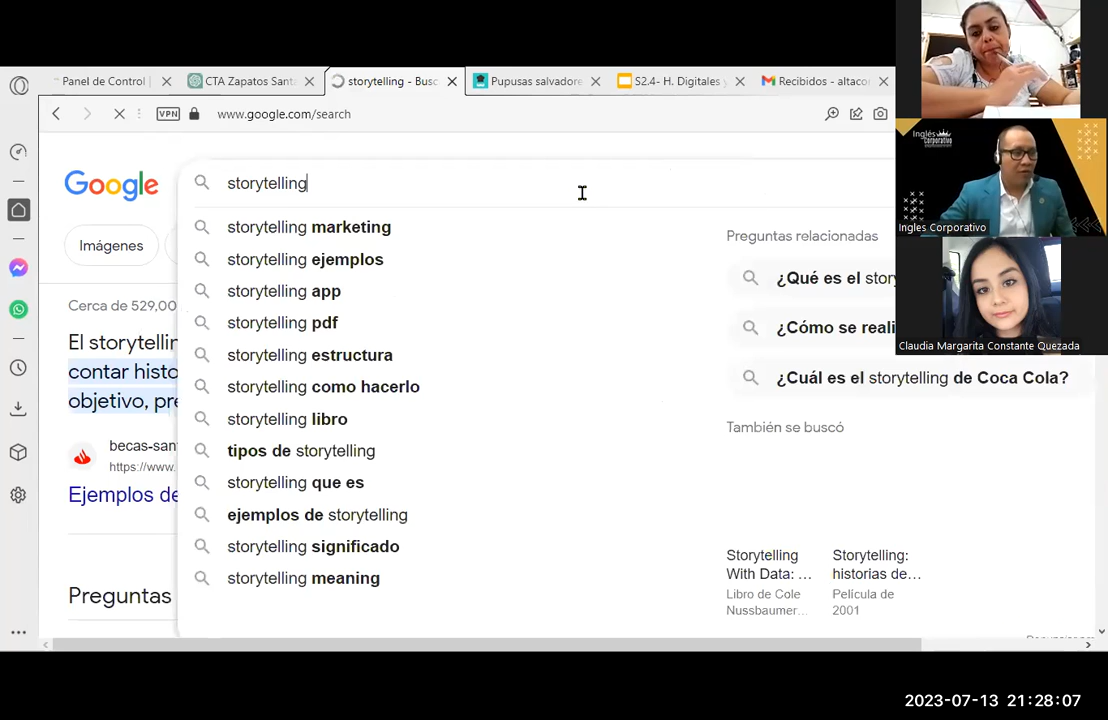 Panel de Control |
CTA Zapatos Sant
storytelling - Busc
Pupusas salvadore
S2.4- H. Digitales y
Recibidos - altaco
VPN
www.google.com/search
Google
storytelling
Imágenes
storytelling marketing
storytelling ejemplos
storytelling app
storytelling pdf
storytelling estructura
storytelling como hacerlo
storytelling libro
tipos de storytelling
storytelling que es
ejemplos de storytelling
storytelling significado
storytelling meaning
Cerca de 529,00
El storytellin
contar histo
objetivo, pre
becas-san
https://www.
Ejemplos de
Preguntas
Preguntas relacionadas
¿Qué es el story
¿Cómo se reali
¿Cuál es el storytelling de Coca Cola?
También se buscó
Storytelling
With Data: ...
Libro de Cole
Nussbaumer...
Storytelling:
historias de...
Película de
2001
Inglés
Corporativo
Ingles Corporativo
Claudia Margarita Constante Quezada
2023-07-13 21:28:07